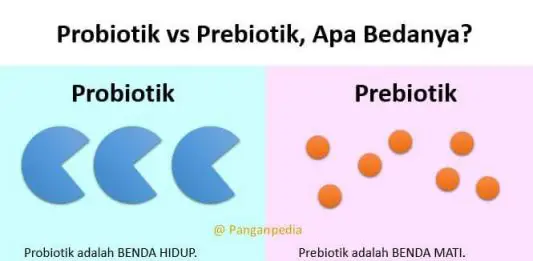 Probiotik vs Prebiotik, Apa Bedanya?
Probiotik
Prebiotik
@ Panganpedia
Probiotik adalah BENDA HIDUP.
Prebiotik adalah BENDA MATI.